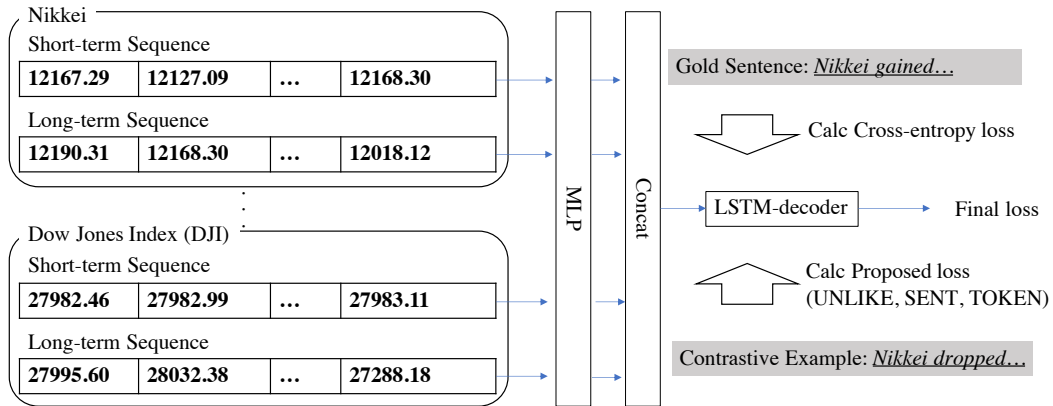 Nikkei
Short-term Sequence
12167.29 12127.09 … 12168.30
Long-term Sequence
12190.31 12168.30 … 12018.12
Dow Jones Index (DJI)
Short-term Sequence
27982.46 27982.99 … 27983.11
Long-term Sequence
27995.60 28032.38 … 27288.18
MLP
Concat
Gold Sentence: Nikkei gained…
Calc Cross-entropy loss
LSTM-decoder
Final loss
Calc Proposed loss
(UNLIKE, SENT, TOKEN)
Contrastive Example: Nikkei dropped…